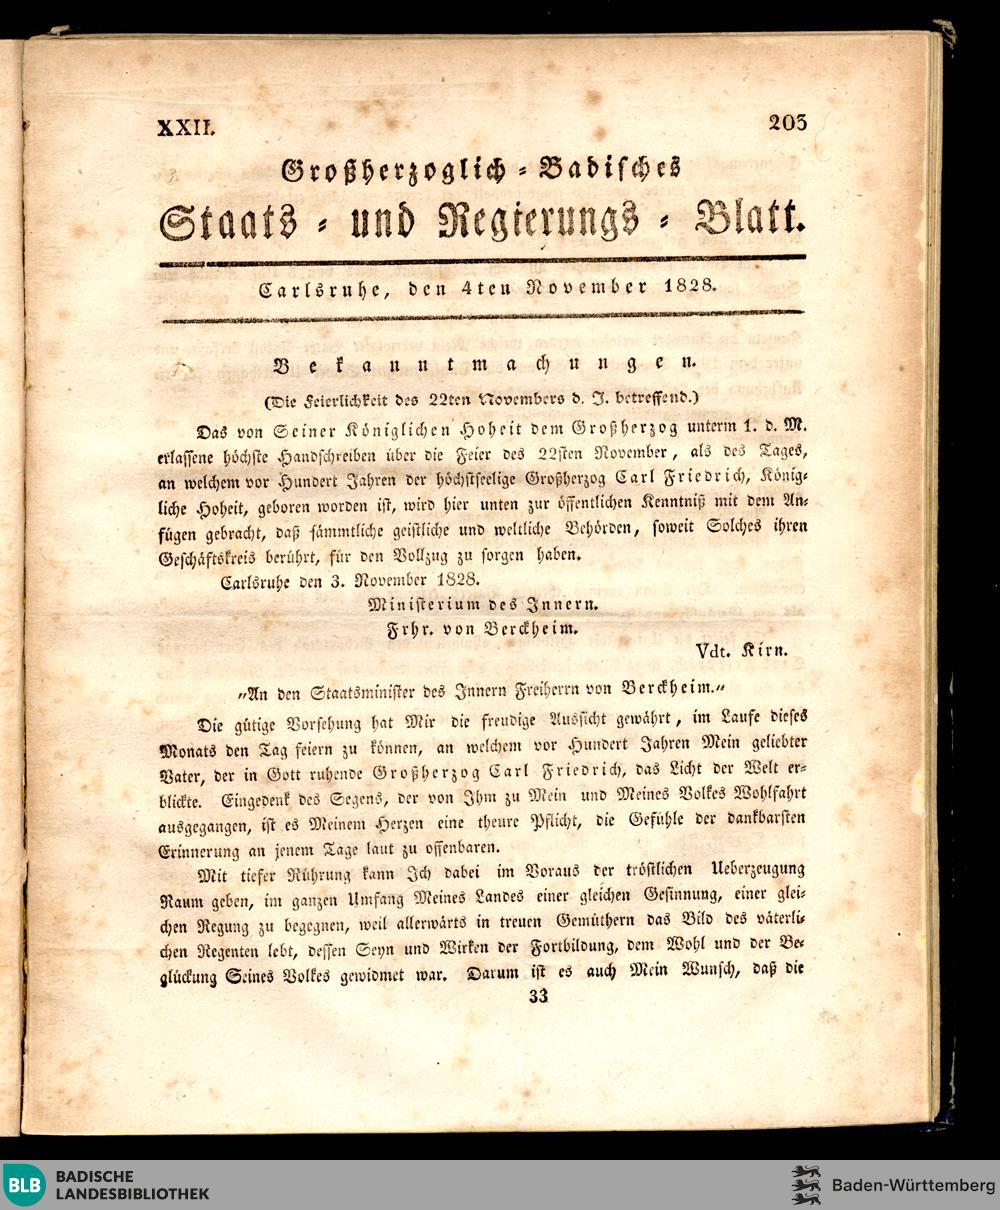 XXII.
203
Großherzoglich - Badisches
Staats - und Regierungs - Blatt.
Carlsruhe, den 4ten November 1828.
Bekanntmachungen.
(Die Feierlichkeit des 22ten Novembers d. J. betreffend.)
Das von Seiner Königlichen Hoheit dem Großherzog unterm 1. d. M.
erlassene höchste Handschreiben über die Feier des 22sten November, als des Tages,
an welchem vor Hundert Jahren der höchstseelige Großherzog Carl Friedrich, König-
liche Hoheit, geboren worden ist, wird hier unten zur öffentlichen Kenntniß mit dem An-
fügen gebracht, daß sämmtliche geistliche und weltliche Behörden, soweit Solches ihren
Geschäftskreis berührt, für den Vollzug zu sorgen haben.
Carlsruhe den 3. November 1828.
Ministerium des Innern.
Frhr. von Berckheim.
Vdt. Kirn.
„An den Staatsminister des Innern Freiherrn von Berckheim.„
Die gütige Vorsehung hat Mir die freudige Aussicht gewährt, im Laufe dieses
Monats den Tag feiern zu können, an welchem vor Hundert Jahren Mein geliebter
Vater, der in Gott ruhende Großherzog Carl Friedrich, das Licht der Welt er-
blickte. Eingedenk des Segens, der von Ihm zu Mein und Meines Volkes Wohlfahrt
ausgegangen, ist es Meinem Herzen eine theure Pflicht, die Gefühle der dankbarsten
Erinnerung an jenem Tage laut zu offenbaren.
Mit tiefer Rührung kann Ich dabei im Voraus der tröstlichen Ueberzeugung
Raum geben, im ganzen Umfang Meines Landes einer gleichen Gesinnung, einer glei-
chen Regung zu begegnen, weil allerwärts in treuen Gemüthern das Bild des väterli-
chen Regenten lebt, dessen Seyn und Wirken der Fortbildung, dem Wohl und der Be-
glückung Seines Volkes gewidmet war. Darum ist es auch Mein Wunsch, daß die
33
BLB BADISCHE
LANDESBIBLIOTHEK
Baden-Württemberg